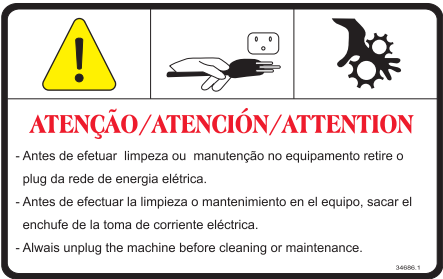 ATENÇÃO/ATENCIÓN/ATTENTION
- Antes de efetuar limpeza ou manutenção no equipamento retire o
plug da rede de energia elétrica.
- Antes de efectuar la limpieza o mantenimiento en el equipo, sacar el
enchufe de la toma de corriente eléctrica.
- Alwais unplug the machine before cleaning or maintenance.
34686.1